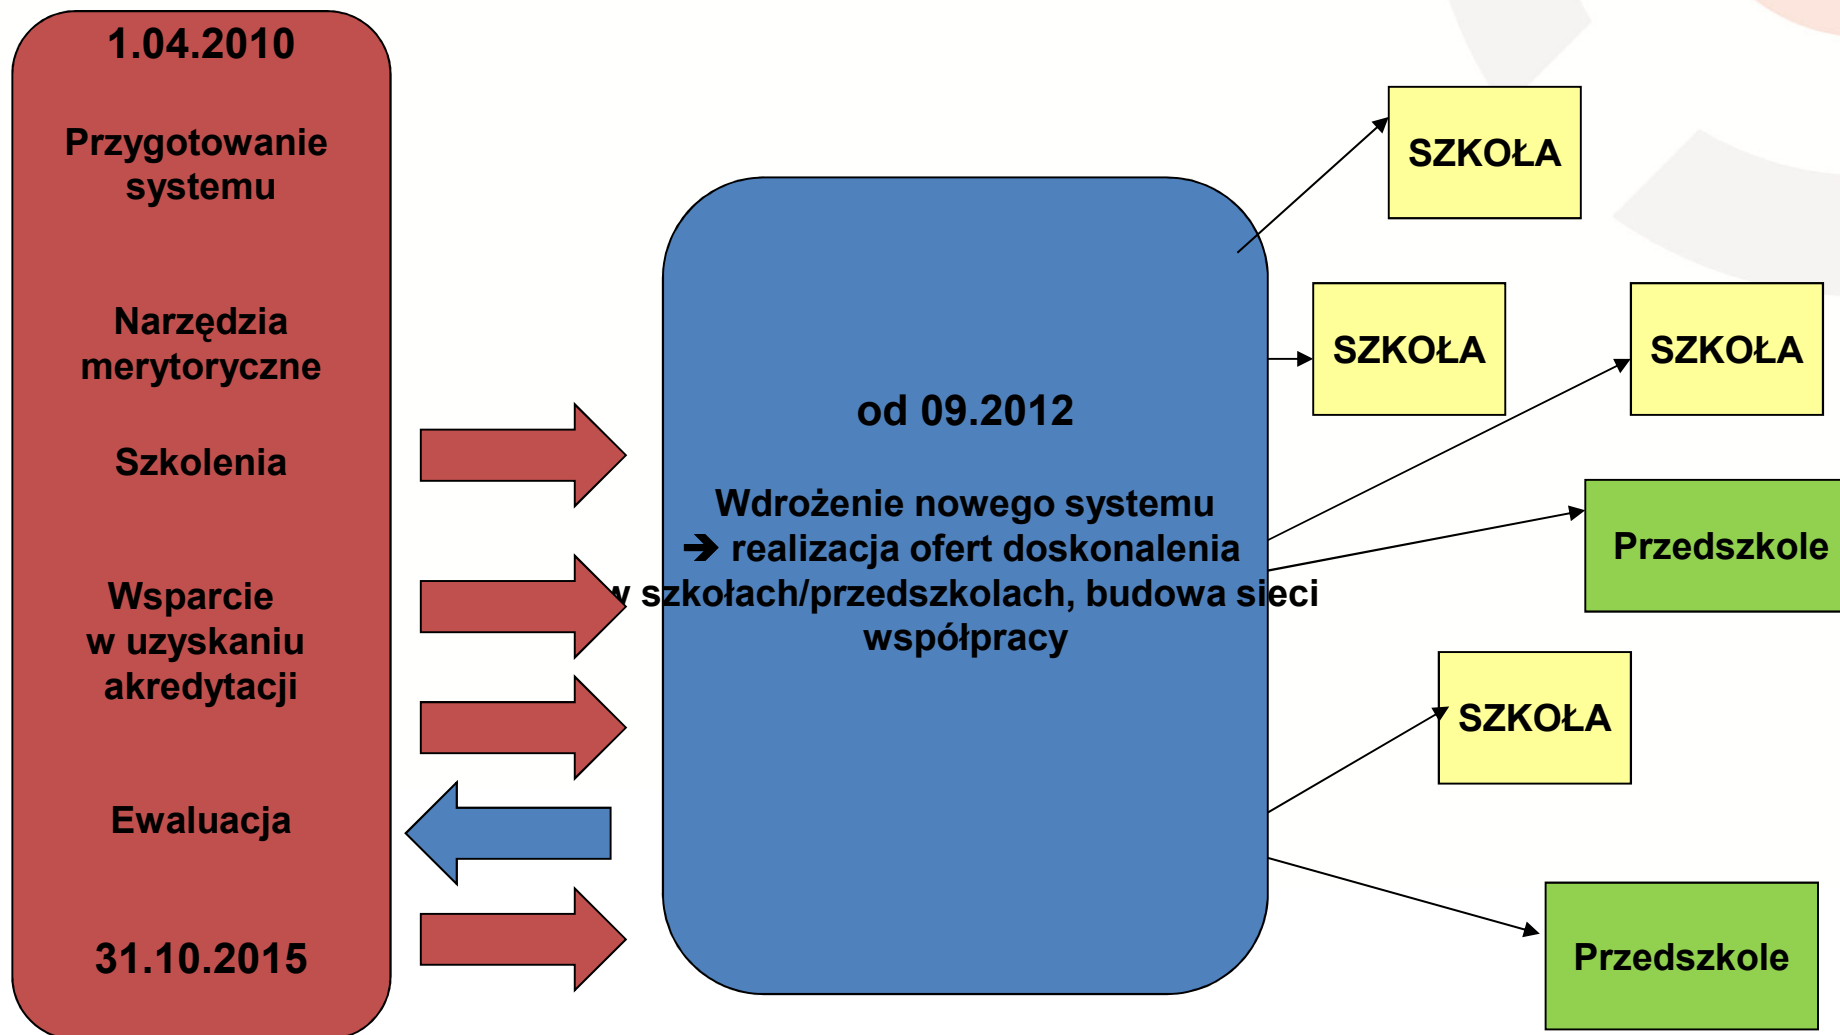 1.04.2010
Przygotowanie
systemu
Narzędzia
merytoryczne
Szkolenia
Wsparcie
w uzyskaniu
akredytacji
Ewaluacja
31.10.2015
od 09.2012
Wdrożenie nowego systemu
➔ realizacja ofert doskonalenia
w szkołach/przedszkolach, budowa sieci
współpracy
SZKOŁA
SZKOŁA
SZKOŁA
Przedszkole
SZKOŁA
Przedszkole